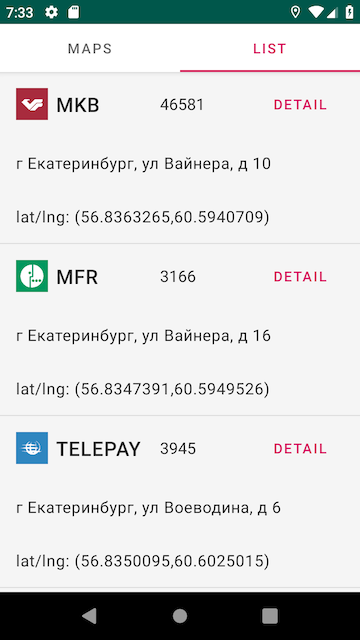 7:33
MAPS LIST
MKB 46581 DETAIL
г Екатеринбург, ул Вайнера, д 10
lat/lng: (56.8363265,60.5940709)
MFR 3166 DETAIL
г Екатеринбург, ул Вайнера, д 16
lat/lng: (56.8347391,60.5949526)
TELEPAY 3945 DETAIL
г Екатеринбург, ул Воеводина, д 6
lat/lng: (56.8350095,60.6025015)